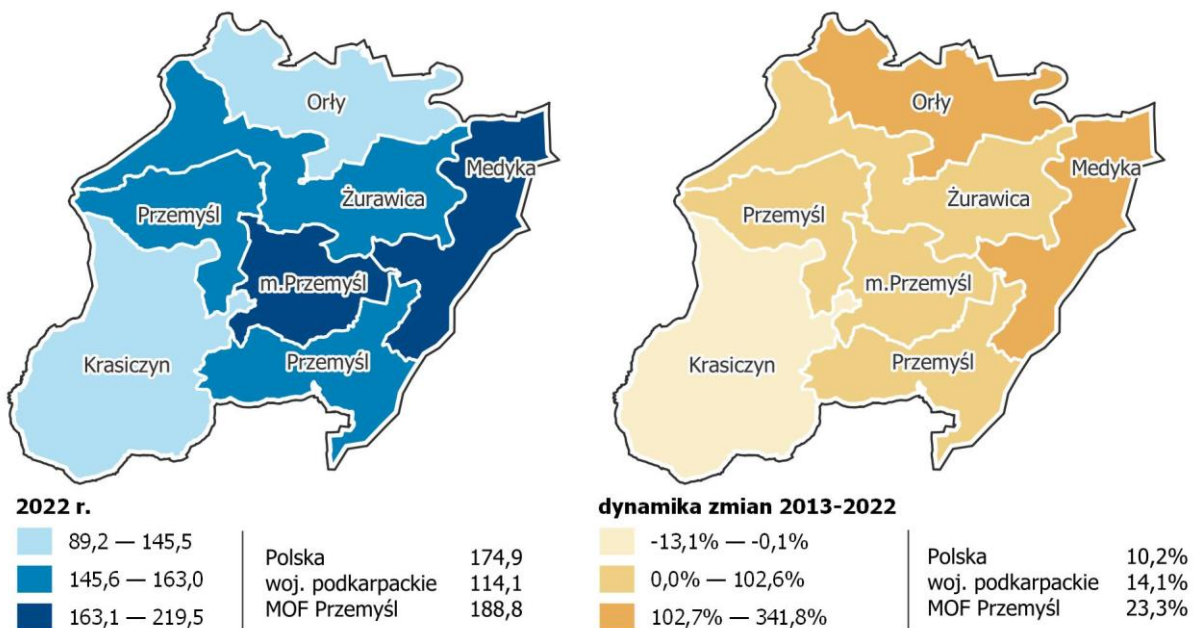 Orły
Medyka
Żurawica
Przemyśl
m.Przemyśl
Krasiczyn
Przemyśl
2022 r.
89,2 — 145,5
145,6 — 163,0
163,1 — 219,5
Polska 174,9
woj. podkarpackie 114,1
MOF Przemyśl 188,8
Orły
Medyka
Żurawica
Przemyśl
m.Przemyśl
Krasiczyn
Przemyśl
dynamika zmian 2013-2022
-13,1% — -0,1%
0,0% — 102,6%
102,7% — 341,8%
Polska 10,2%
woj. podkarpackie 14,1%
MOF Przemyśl 23,3%